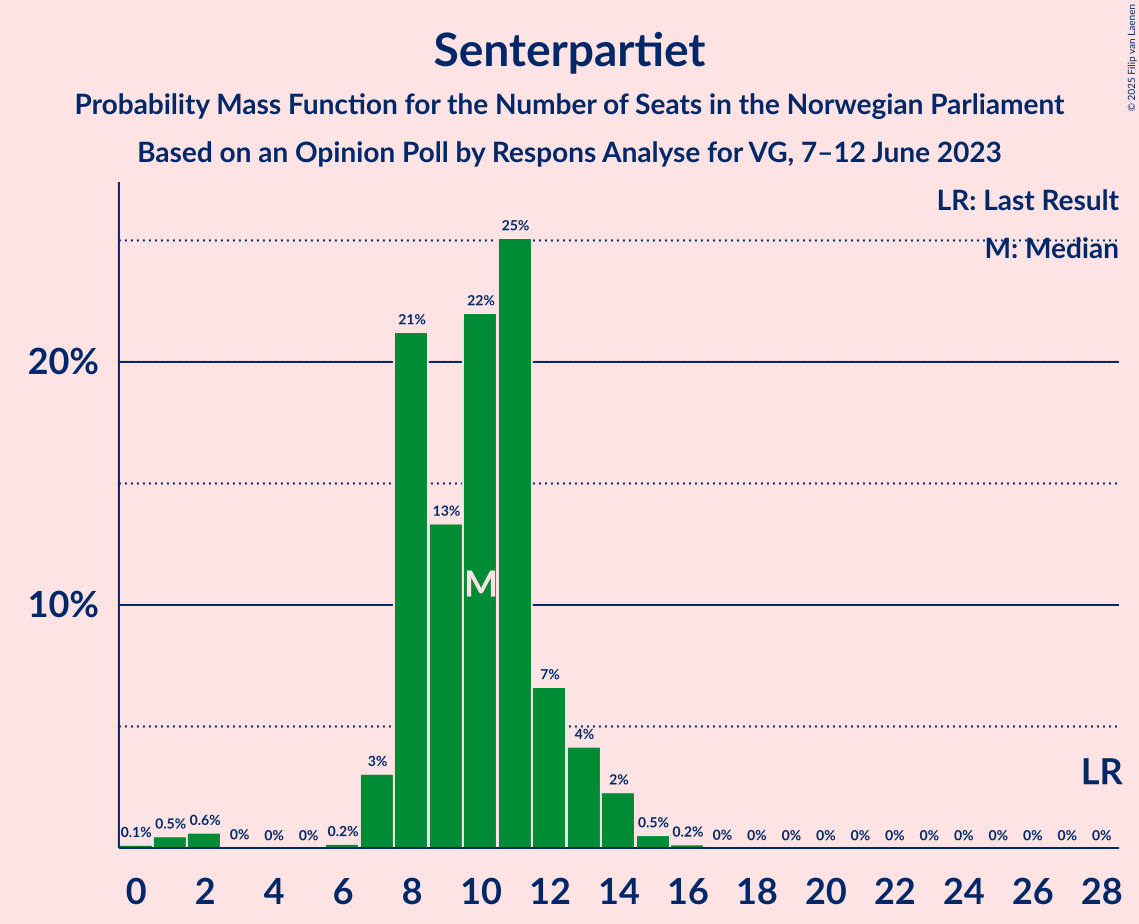 Senterpartiet
Probability Mass Function for the Number of Seats in the Norwegian Parliament
Based on an Opinion Poll by Respons Analyse for VG, 7–12 June 2023
© 2025 Filip van Laenen
LR: Last Result
M: Median
20%
10%
0.1% 0.5% 0.6% 0% 0% 0% 0.2% 3% 21% 13% 22% 25% 7% 4% 2% 0.5% 0.2% 0% 0% 0% 0% 0% 0% 0% 0% 0% 0% 0% 0%
M
LR
0 2 4 6 8 10 12 14 16 18 20 22 24 26 28